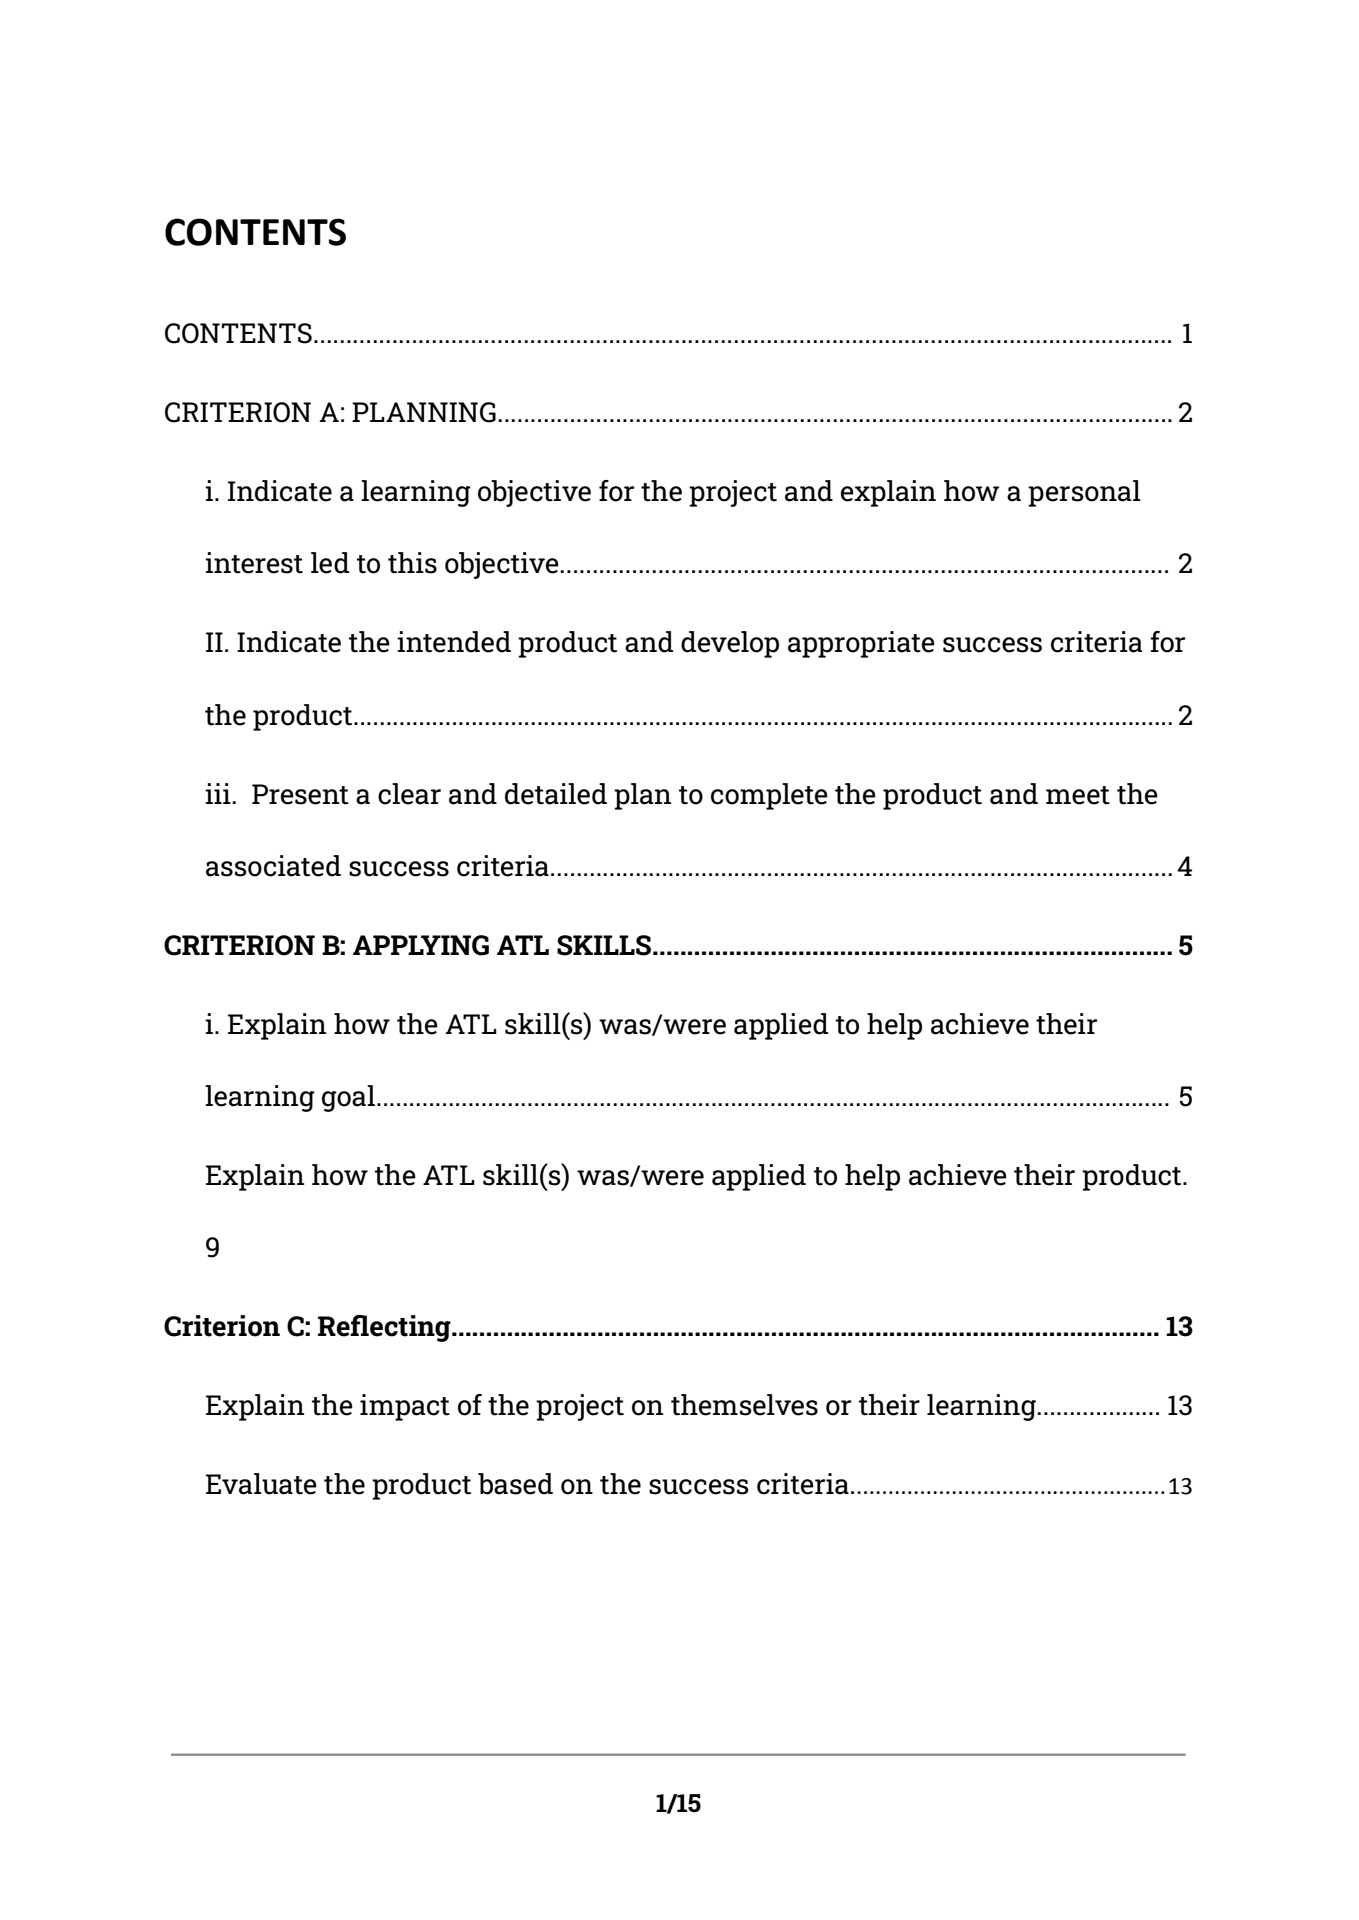 CONTENTS
CONTENTS.................................................................................................................................... 1
CRITERION A: PLANNING....................................................................................................... 2
i. Indicate a learning objective for the project and explain how a personal
interest led to this objective............................................................................................. 2
II. Indicate the intended product and develop appropriate success criteria for
the product............................................................................................................................. 2
iii.  Present a clear and detailed plan to complete the product and meet the
associated success criteria............................................................................................... 4
CRITERION B: APPLYING ATL SKILLS.......................................................................... 5
i. Explain how the ATL skill(s) was/were applied to help achieve their
learning goal......................................................................................................................... 5
Explain how the ATL skill(s) was/were applied to help achieve their product.
9
Criterion C: Reflecting........................................................................................................... 13
Explain the impact of the project on themselves or their learning................... 13
Evaluate the product based on the success criteria..................................................13
1/15